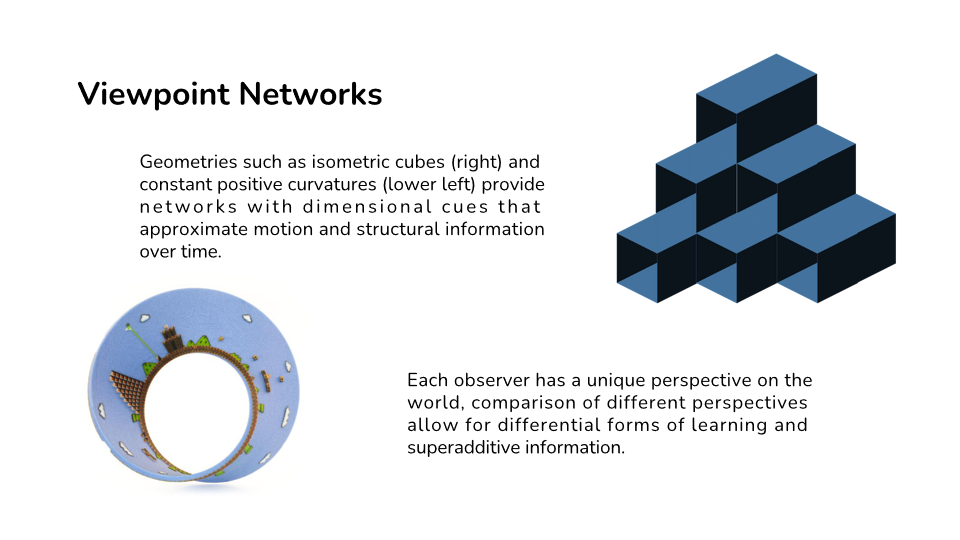 Viewpoint Networks
Geometries such as isometric cubes (right) and
constant positive curvatures (lower left) provide
networks with dimensional cues that
approximate motion and structural information
over time.
Each observer has a unique perspective on the
world, comparison of different perspectives
allow for differential forms of learning and
superadditive information.